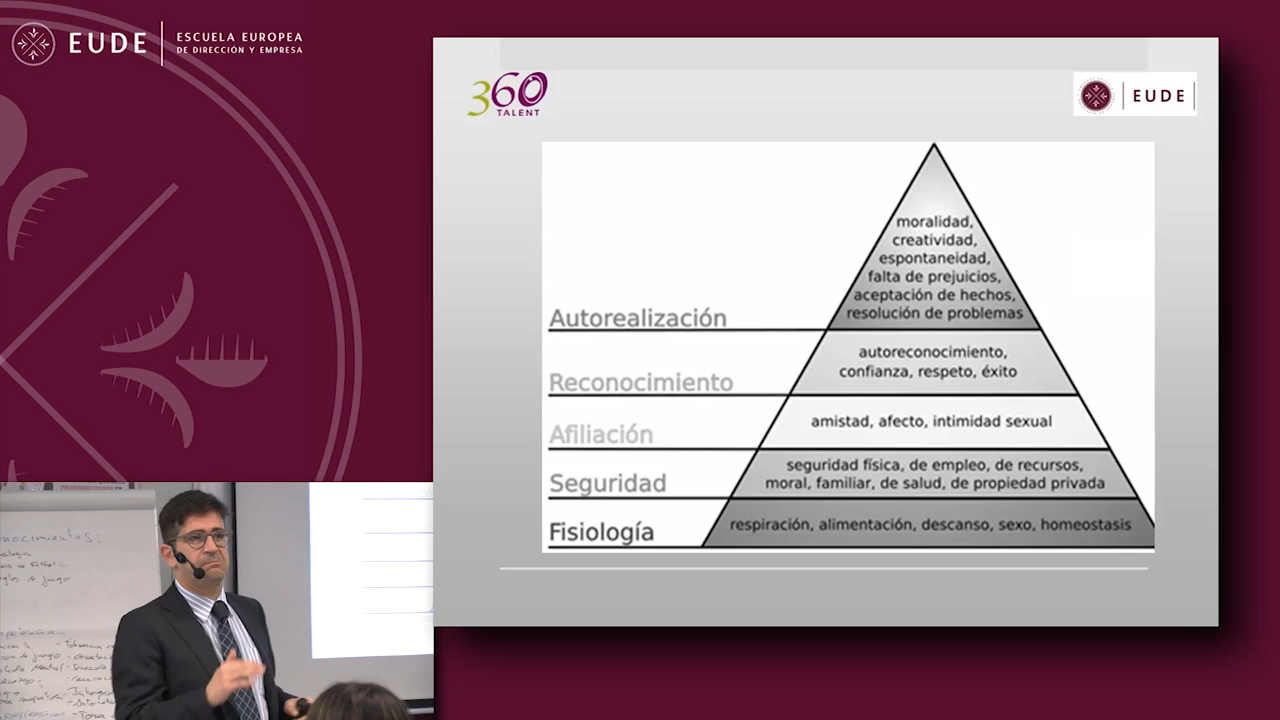 EUDE
ESCUELA EUROPEA
DE DIRECCIÓN Y EMPRESA
360
TALENT
EUDE
moralidad,
creatividad,
espontaneidad,
falta de prejuicios,
aceptación de hechos,
resolución de problemas
Autorealización
autoreconocimiento,
confianza, respeto, éxito
Reconocimiento
amistad, afecto, intimidad sexual
Afiliación
seguridad física, de empleo, de recursos,
moral, familiar, de salud, de propiedad privada
Seguridad
respiración, alimentación, descanso, sexo, homeostasis
Fisiología